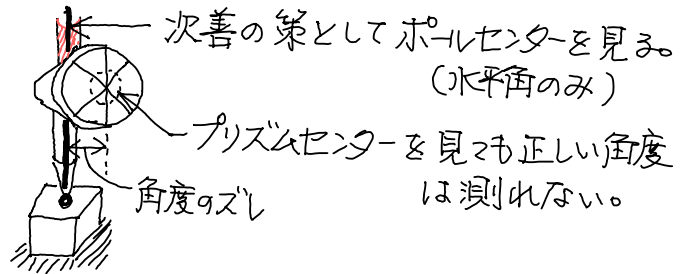 次善の策としてポールセンターを見る。
(水平角のみ)
プリズムセンターを見ても正しい角度
は測れない。
角度のズレ